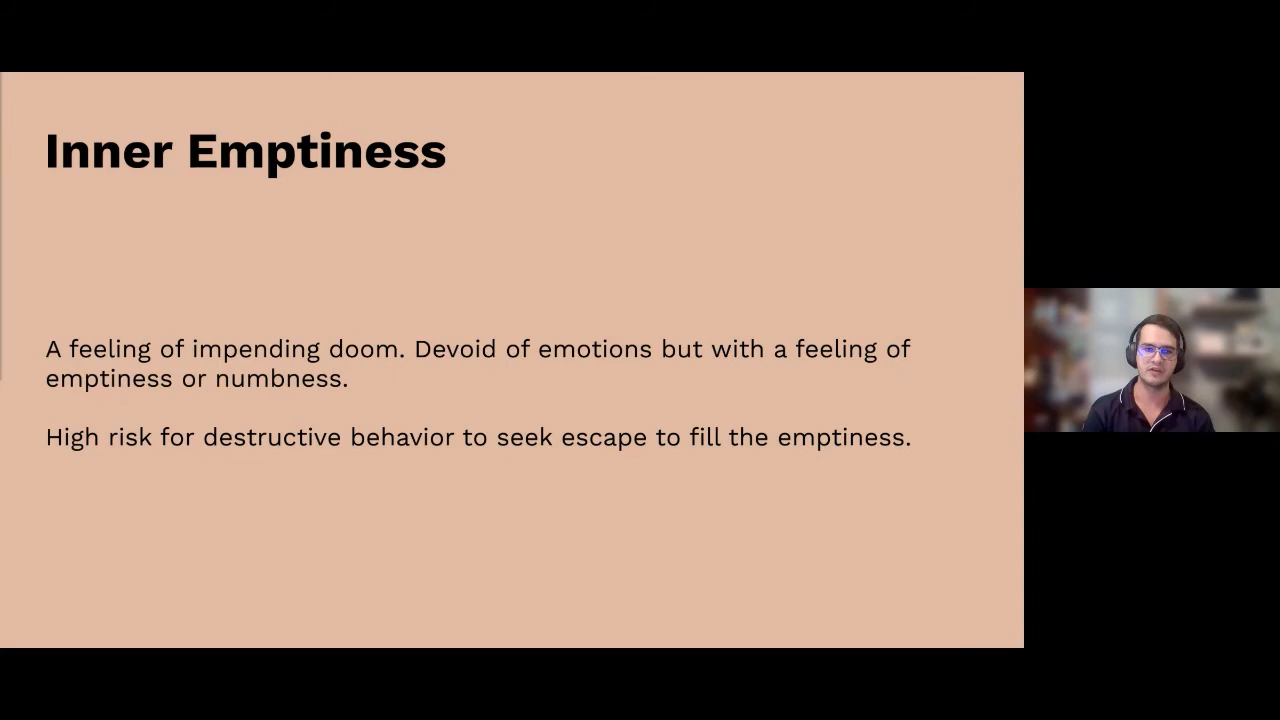 Inner Emptiness
A feeling of impending doom. Devoid of emotions but with a feeling of
emptiness or numbness.
High risk for destructive behavior to seek escape to fill the emptiness.